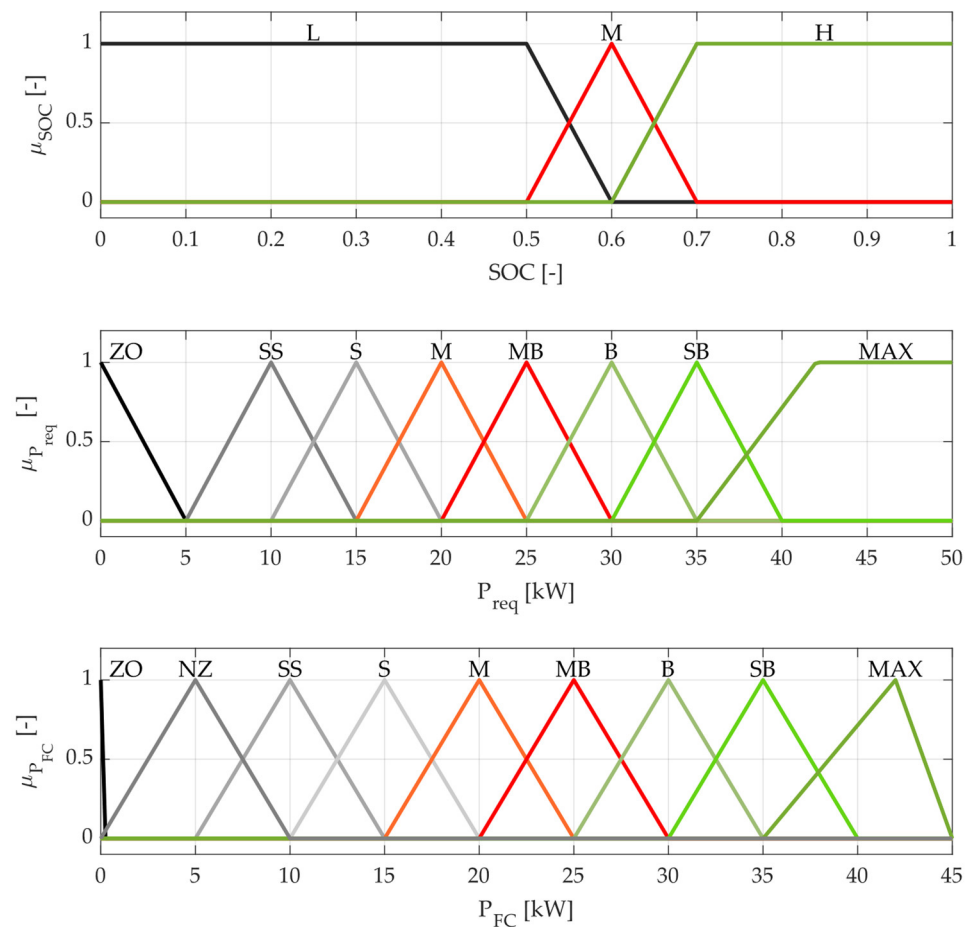 L M H
1
0.5
0
μSOC [-]
0 0.1 0.2 0.3 0.4 0.5 0.6 0.7 0.8 0.9 1
SOC [-]
ZO SS S M MB B SB MAX
1
0.5
0
μPreq [-]
0 5 10 15 20 25 30 35 40 45 50
Preq [kW]
ZO NZ SS S M MB B SB MAX
1
0.5
0
μPFC [-]
0 5 10 15 20 25 30 35 40 45
PFC [kW]